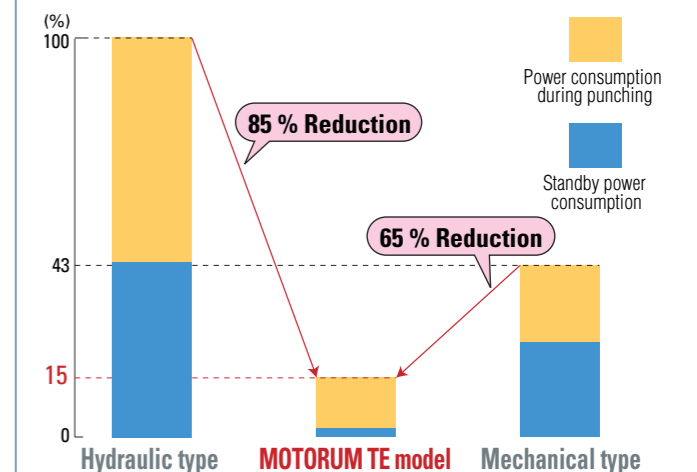 (%)
100
Power consumption
during punching
85 % Reduction
Standby power
consumption
65 % Reduction
43
15
0
Hydraulic type
MOTORUM TE model
Mechanical type